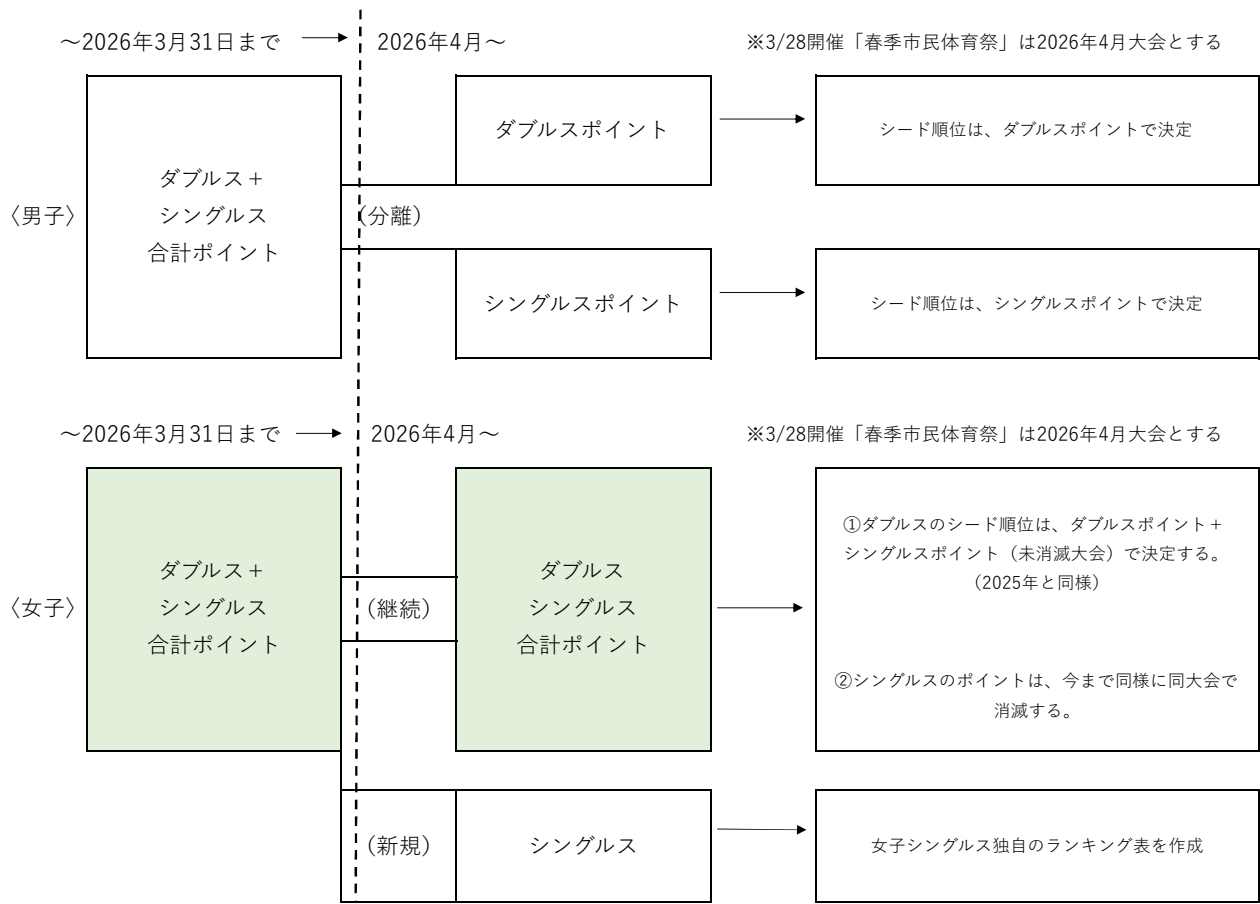 ～2026年3月31日まで
2026年4月～
※3/28開催「春季市民体育祭」は2026年4月大会とする
〈男子〉
ダブルス＋
シングルス
合計ポイント
（分離）
ダブルスポイント
シード順位は、ダブルスポイントで決定
シングルスポイント
シード順位は、シングルスポイントで決定
～2026年3月31日まで
2026年4月～
※3/28開催「春季市民体育祭」は2026年4月大会とする
〈女子〉
ダブルス＋
シングルス
合計ポイント
（継続）
ダブルス
シングルス
合計ポイント
①ダブルスのシード順位は、ダブルスポイント＋
シングルスポイント（未消滅大会）で決定する。
（2025年と同様）
②シングルスのポイントは、今まで同様に同大会で
消滅する。
（新規）
シングルス
女子シングルス独自のランキング表を作成